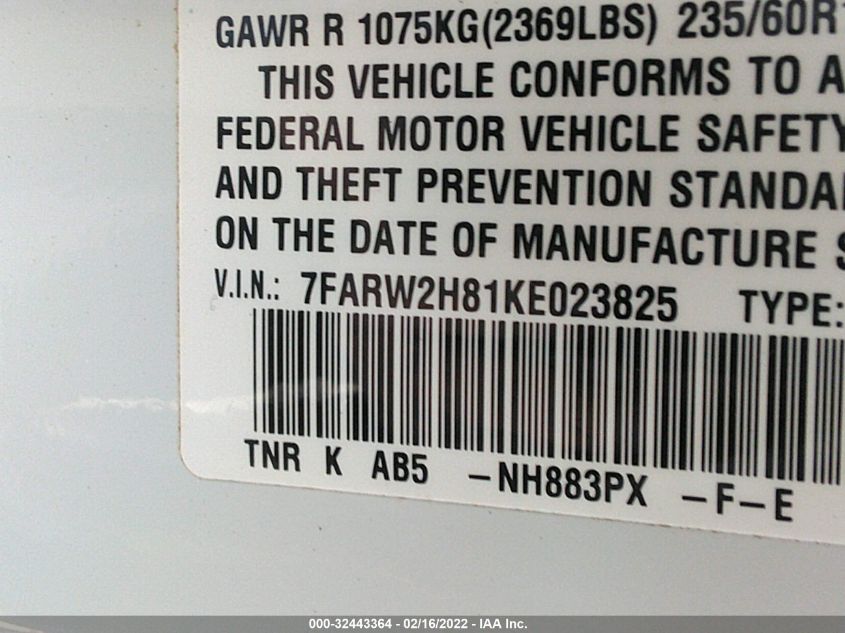 GAWR R 1075KG(2369LBS) 235/60R1
THIS VEHICLE CONFORMS TO A
FEDERAL MOTOR VEHICLE SAFETY
AND THEFT PREVENTION STANDA
ON THE DATE OF MANUFACTURE S
V.I.N.: 7FARW2H81KE023825 TYPE:
TNR K AB5 -NH883PX -F-E
000-32443364 - 02/16/2022 - IAA Inc.